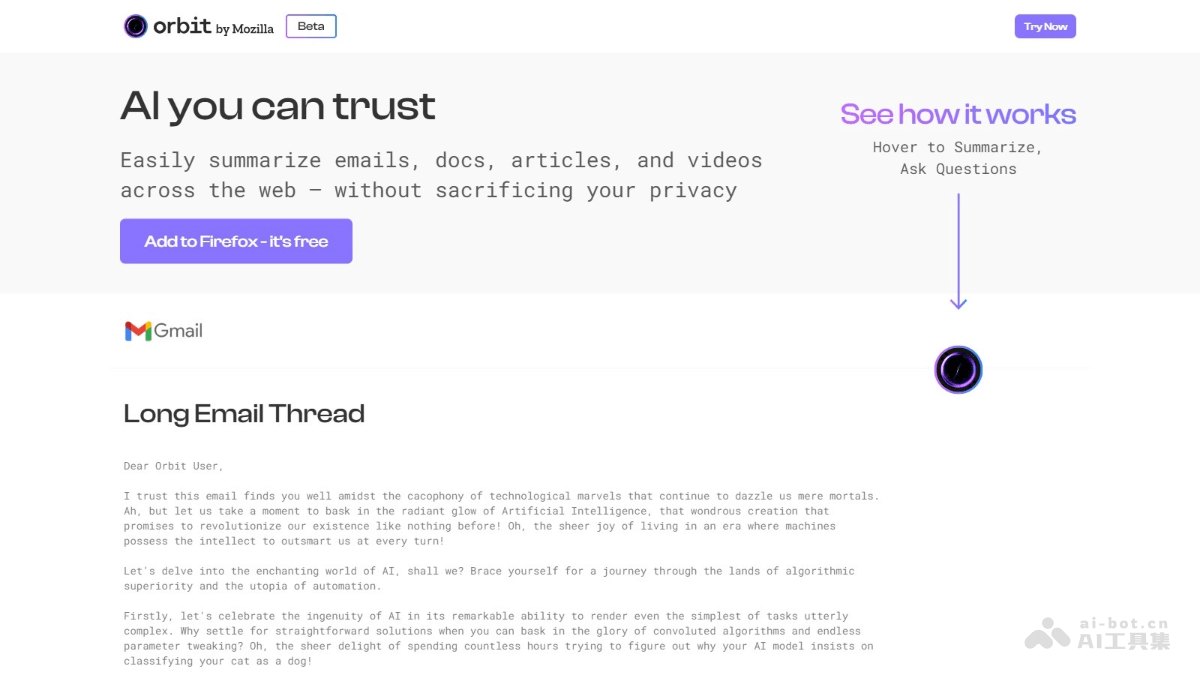 orbit by Mozilla Beta
Try Now
AI you can trust
Easily summarize emails, docs, articles, and videos
across the web — without sacrificing your privacy
Add to Firefox - it's free
See how it works
Hover to Summarize,
Ask Questions
Gmail
Long Email Thread
Dear Orbit User,
I trust this email finds you well amidst the cacophony of technological marvels that continue to dazzle us mere mortals.
Ah, but let us take a moment to bask in the radiant glow of Artificial Intelligence, that wondrous creation that
promises to revolutionize our existence like nothing before! Oh, the sheer joy of living in an era where machines
possess the intellect to outsmart us at every turn!
Let's delve into the enchanting world of AI, shall we? Brace yourself for a journey through the lands of algorithmic
superiority and the utopia of automation.
Firstly, let's celebrate the ingenuity of AI in its remarkable ability to render even the simplest of tasks utterly
complex. Why settle for straightforward solutions when you can bask in the glory of convoluted algorithms and endless
parameter tweaking? Oh, the sheer delight of spending countless hours trying to figure out why your AI model insists on
classifying your cat as a dog!
ai-bot.cn
AI工具集